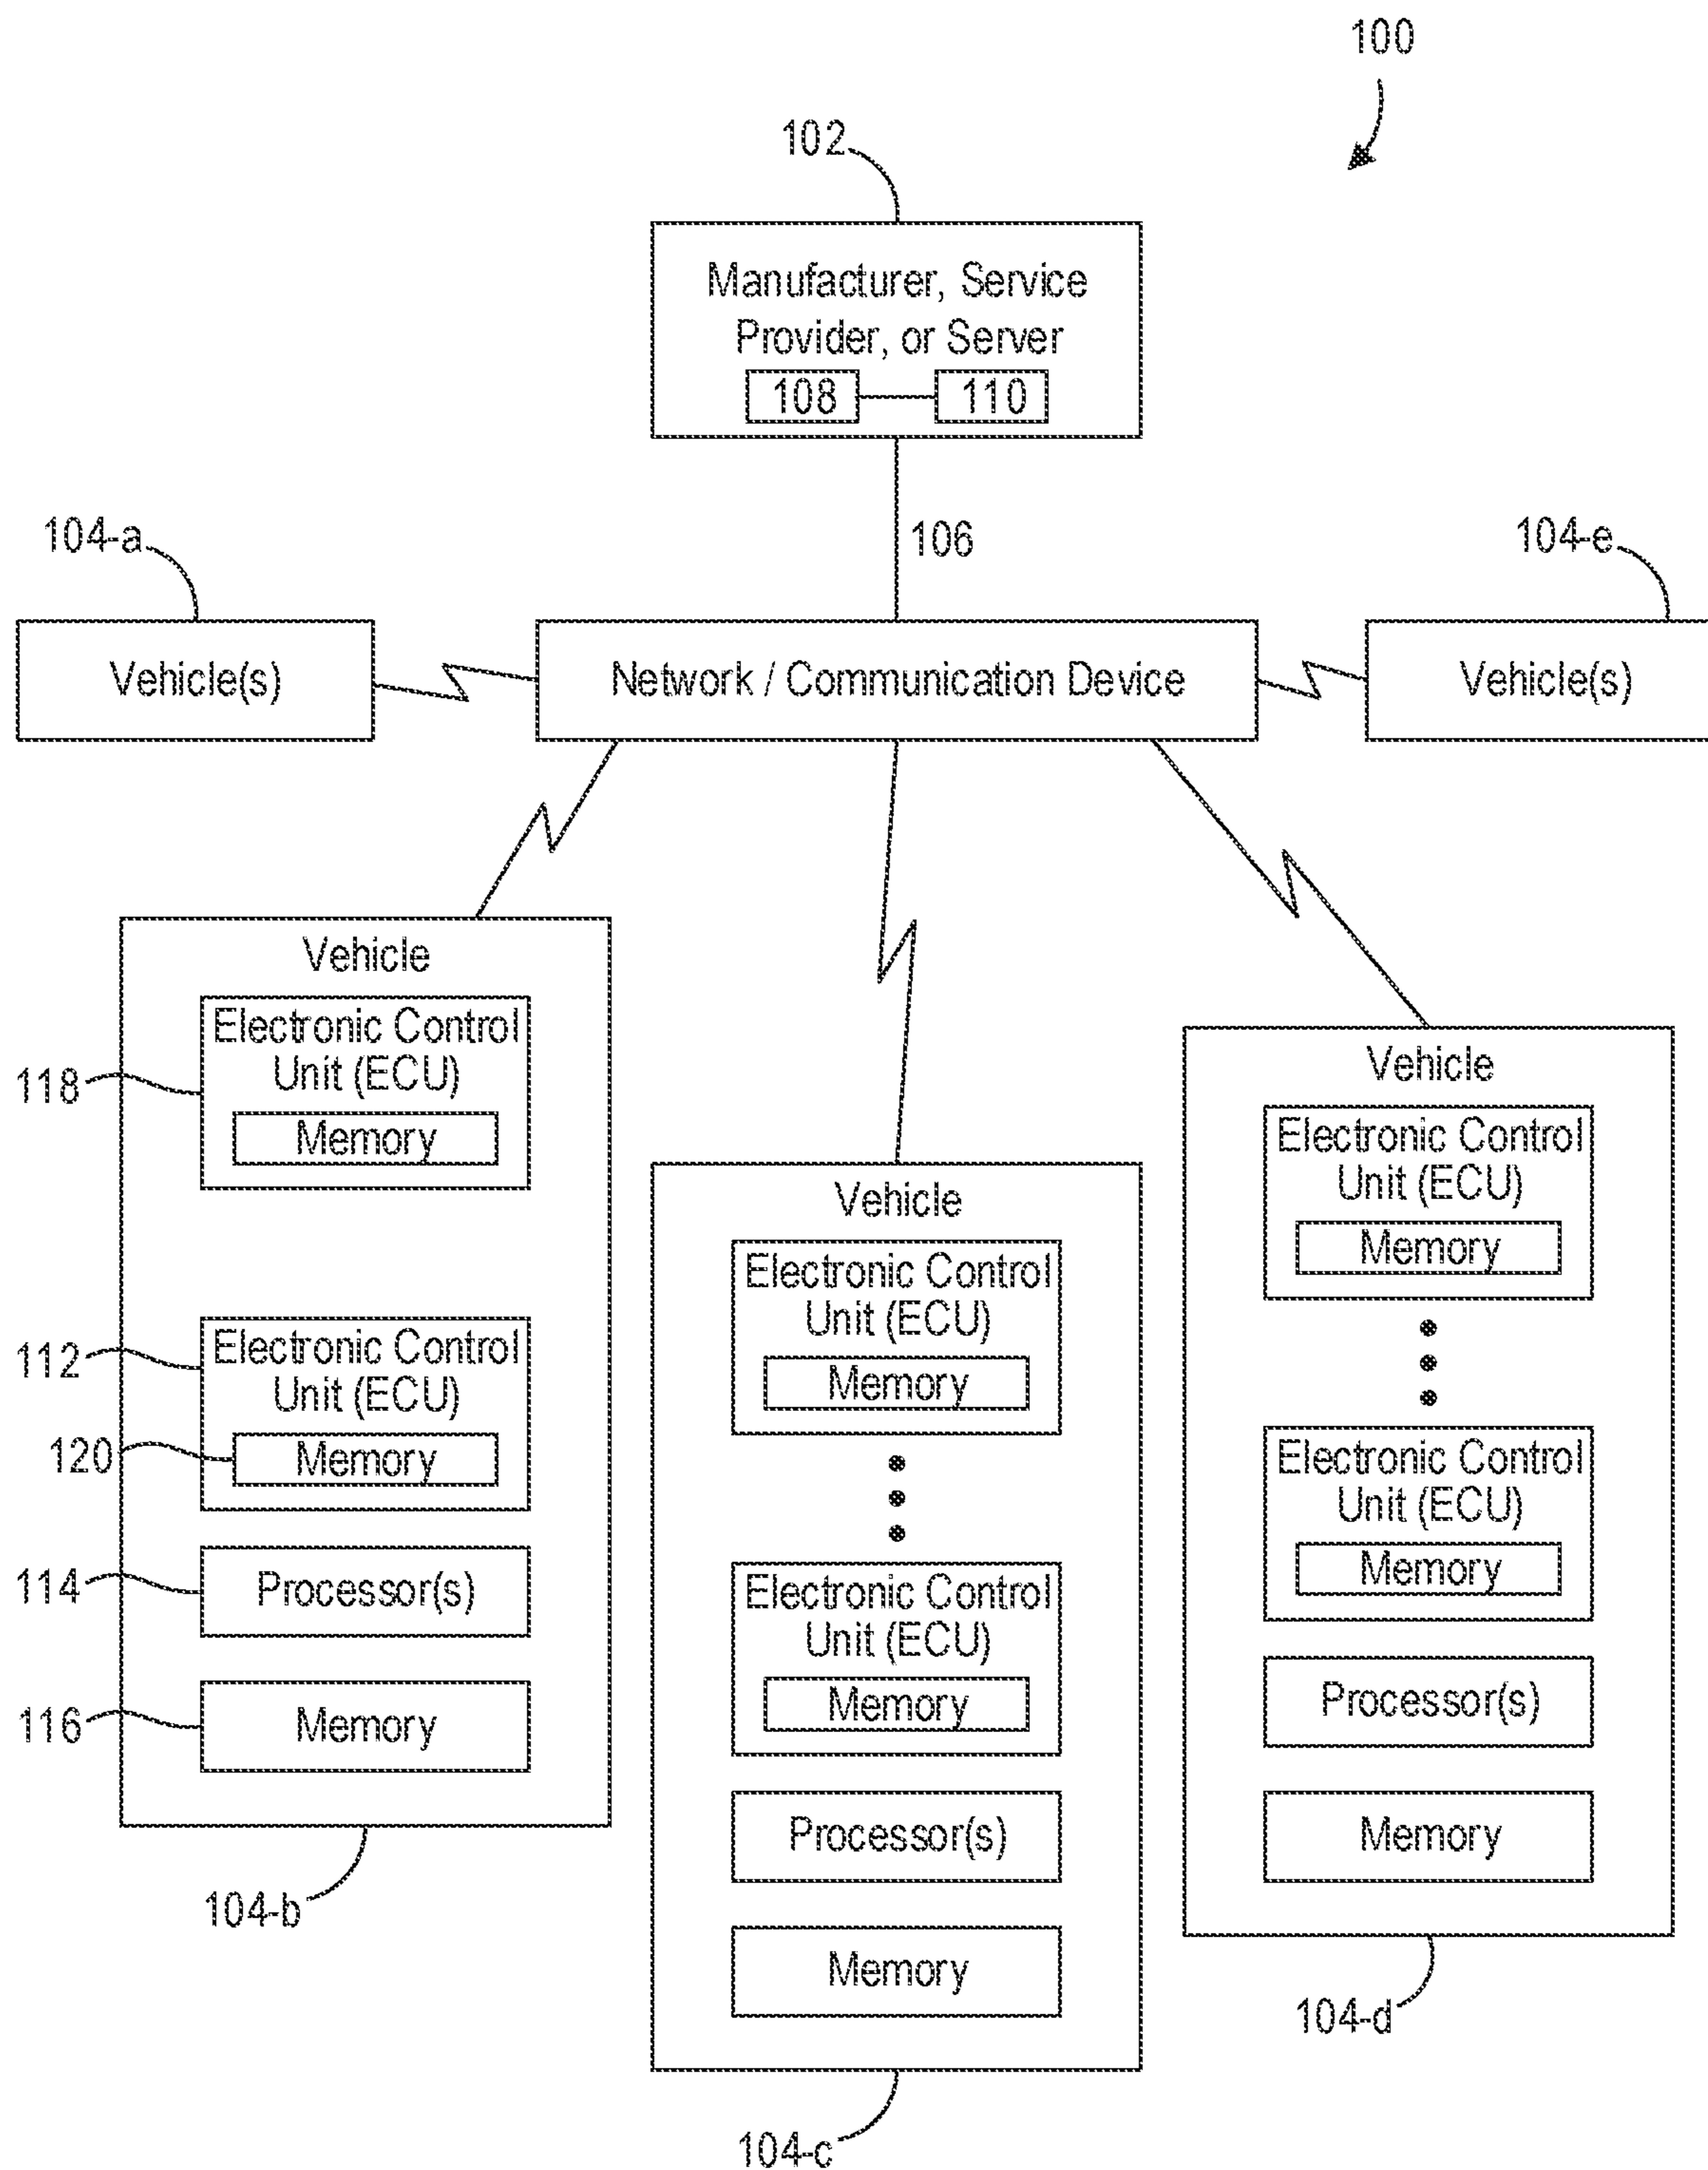 100
102
Manufacturer, Service
Provider, or Server
108
110
106
104-a
104-e
Vehicle(s)
Network / Communication Device
Vehicle(s)
Vehicle
Electronic Control
Unit (ECU)
Memory
118
Electronic Control
Unit (ECU)
Memory
112
120
Processor(s)
114
Memory
116
104-b
Vehicle
Electronic Control
Unit (ECU)
Memory
Electronic Control
Unit (ECU)
Memory
Processor(s)
Memory
104-c
Vehicle
Electronic Control
Unit (ECU)
Memory
Electronic Control
Unit (ECU)
Memory
Processor(s)
Memory
104-d